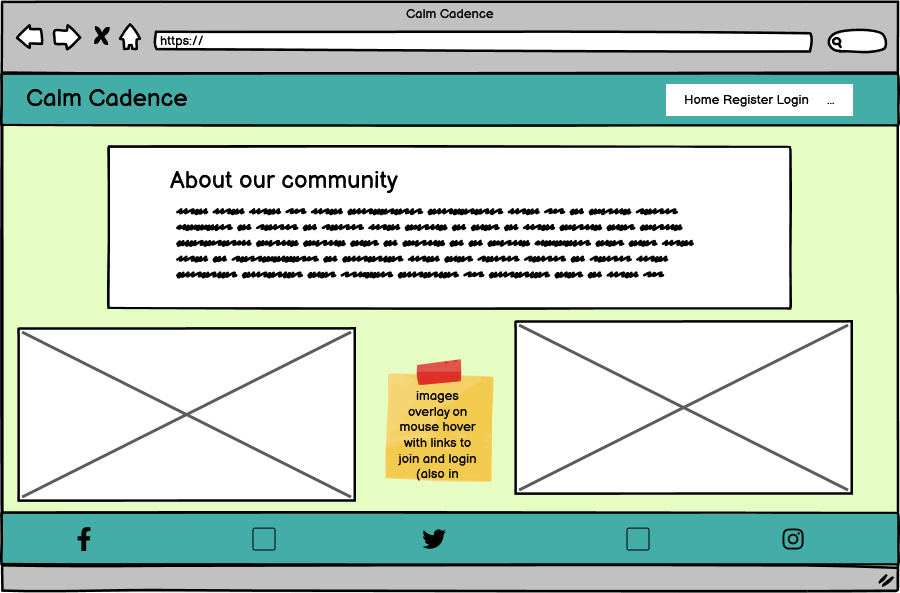 Calm Cadence
https://
Calm Cadence
Home Register Login ...
About our community
images
overlay on
mouse hover
with links to
join and login
(also in